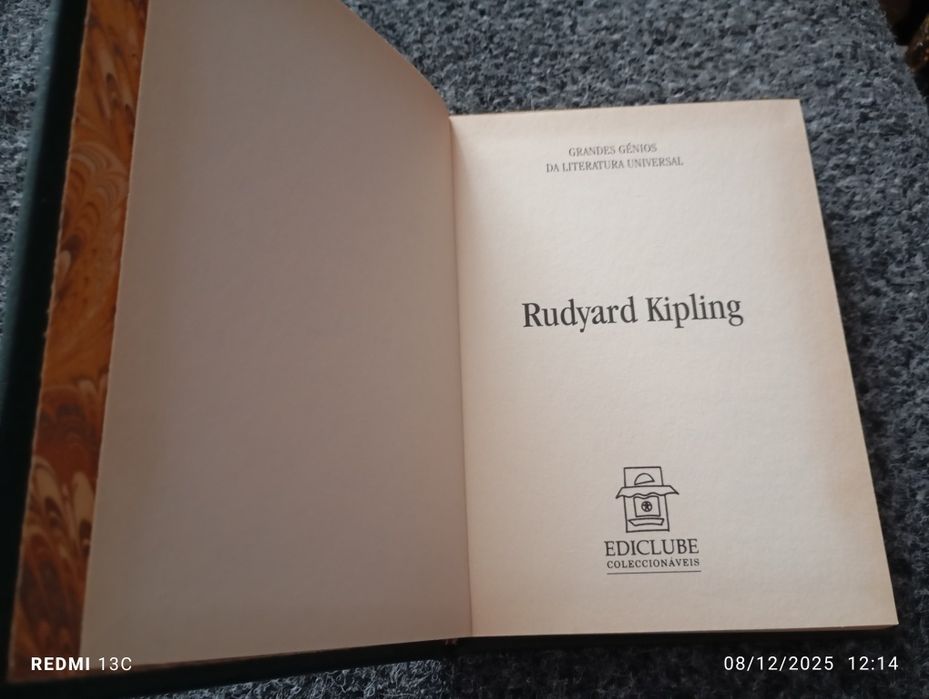 GRANDES GÉNIOS
DA LITERATURA UNIVERSAL
Rudyard Kipling
EDICLUBE
COLECCIONÁVEIS
REDMI 13C
08/12/2025 12:14